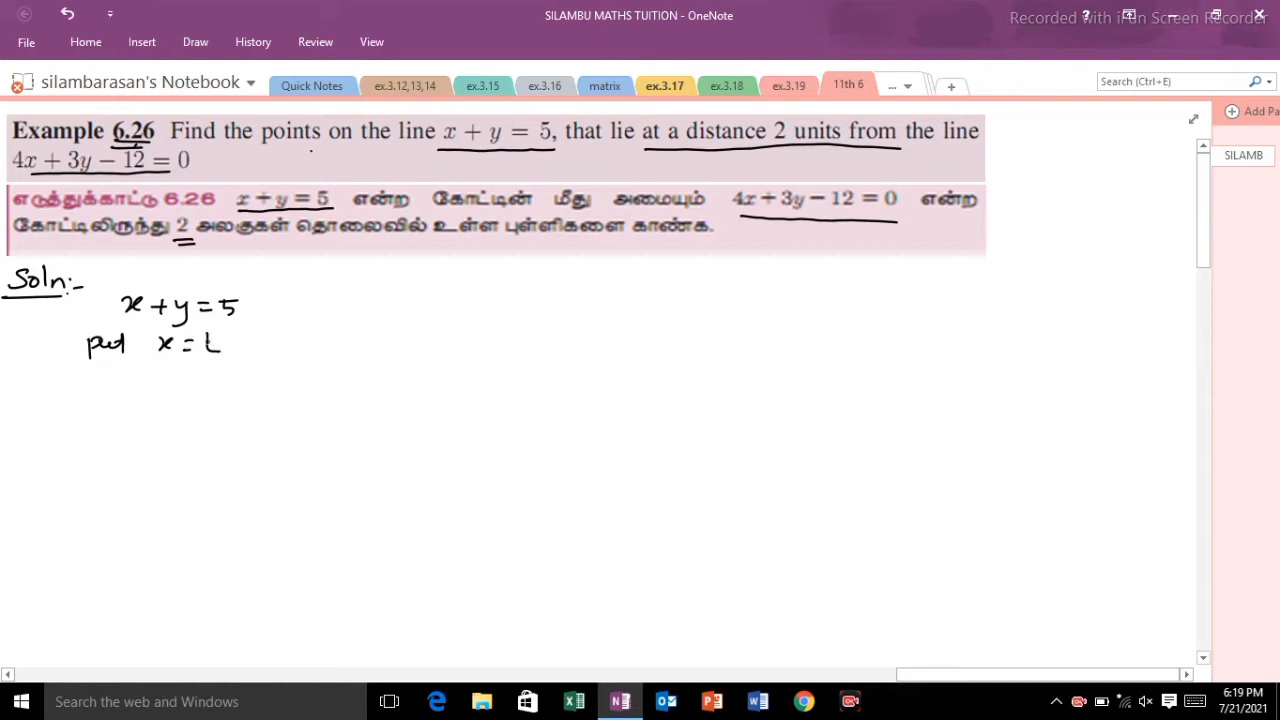 SILAMBU MATHS TUITION - OneNote
Recorded with iFun Screen Recorder
File Home Insert Draw History Review View
silambarasan's Notebook Quick Notes ex.3.12,13,14 ex.3.15 ex.3.16 matrix ex.3.17 ex.3.18 ex.3.19 11th 6 ... + Search (Ctrl+E)
Add Pa
Example 6.26 Find the points on the line x + y = 5, that lie at a distance 2 units from the line
4x + 3y − 12 = 0
SILAMB
எடுத்துக்காட்டு 6.26 x + y = 5 என்ற கோட்டின் மீது அமையும் 4x + 3y − 12 = 0 என்ற
கோட்டிலிருந்து 2 அலகுகள் தொலைவில் உள்ள புள்ளிகளை காண்க.
Soln:-
x + y = 5
put x =
Search the web and Windows
6:19 PM
7/21/2021